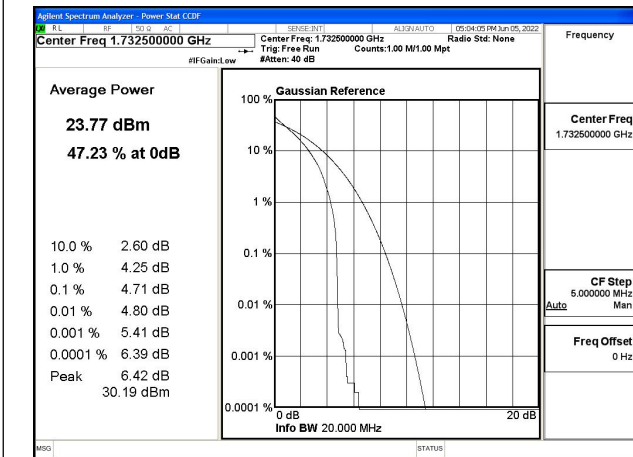 Agilent Spectrum Analyzer - Power Stat CCDF
LXI RL RF 50 Ω AC SENSE:INT ALIGN AUTO 05:04:05 PM Jun 05, 2022
Center Freq 1.732500000 GHz
Center Freq: 1.732500000 GHz Radio Std: None
Trig: Free Run Counts:1.00 M/1.00 Mpt
#IFGain:Low #Atten: 40 dB
Frequency
Average Power
23.77 dBm
47.23 % at 0dB
10.0 % 2.60 dB
1.0 % 4.25 dB
0.1 % 4.71 dB
0.01 % 4.80 dB
0.001 % 5.41 dB
0.0001 % 6.39 dB
Peak 6.42 dB
30.19 dBm
Gaussian Reference
100 %
10 %
1 %
0.1 %
0.01 %
0.001 %
0.0001 %
0 dB 20 dB
Info BW 20.000 MHz
Center Freq
1.732500000 GHz
CF Step
5.000000 MHz
Auto Man
Freq Offset
0 Hz
MSG STATUS